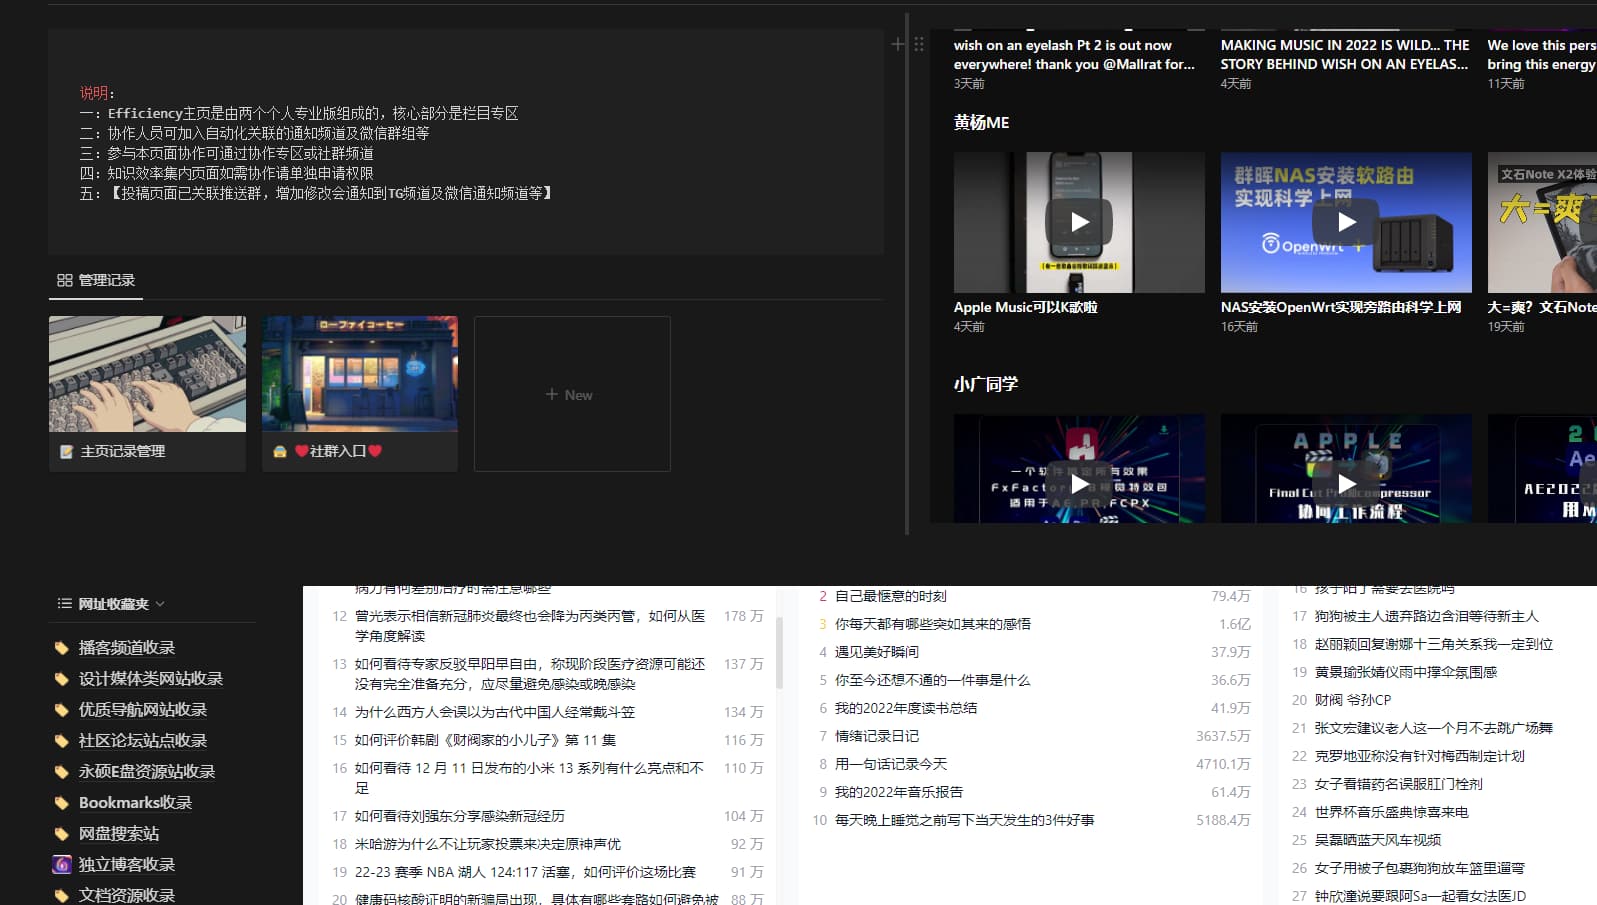 说明：
一：Efficiency主页是由两个个人专业版组成的，核心部分是栏目专区
二：协作人员可加入自动化关联的通知频道及微信群组等
三：参与本页面协作可通过协作专区或社群频道
四：知识效率集内页面如需协作请单独申请权限
五：【投稿页面已关联推送群，增加修改会通知到TG频道及微信通知频道等】
管理记录
ローファイコーヒー
主页记录管理
社群入口
New
wish on an eyelash Pt 2 is out now
everywhere! thank you @Mallrat for...
3天前
MAKING MUSIC IN 2022 IS WILD... THE
STORY BEHIND WISH ON AN EYELAS...
4天前
We love this pers
bring this energy
11天前
黄杨ME
Apple Music可以K歌啦
4天前
群晖NAS安装软路由
实现科学上网
OpenWrt
NAS安装OpenWrt实现旁路由科学上网
16天前
文石Note X2体验
大=爽
大=爽？文石Note
19天前
小广同学
一个软件搞定所有效果
适用于AE,PR,FCPX
APPLE
协同工作流程
网址收藏夹
播客频道收录
设计媒体类网站收录
优质导航网站收录
社区论坛站点收录
永硕E盘资源站收录
Bookmarks收录
网盘搜索站
独立博客收录
文档资源收录
病力有何差别治疗时需注意哪些
12 曾光表示相信新冠肺炎最终也会降为丙类丙管，如何从医 178 万
学角度解读
13 如何看待专家反驳早阳早自由，称现阶段医疗资源可能还 137 万
没有完全准备充分，应尽量避免感染或晚感染
14 为什么西方人会误以为古代中国人经常戴斗笠 134 万
15 如何评价韩剧《财阀家的小儿子》第 11 集 116 万
16 如何看待 12 月 11 日发布的小米 13 系列有什么亮点和不 110 万
足
17 如何看待刘强东分享感染新冠经历 104 万
18 米哈游为什么不让玩家投票来决定原神声优 92 万
19 22-23 赛季 NBA 湖人 124:117 活塞，如何评价这场比赛 91 万
20 健康码核酸证明的新骗局出现，具体有哪些套路如何避免被 88 万
2 自己最惬意的时刻 79.4万
3 你每天都有哪些突如其来的感悟 1.6亿
4 遇见美好瞬间 37.9万
5 你至今还想不通的一件事是什么 36.6万
6 我的2022年度读书总结 41.9万
7 情绪记录日记 3637.5万
8 用一句话记录今天 4710.1万
9 我的2022年音乐报告 61.4万
10 每天晚上睡觉之前写下当天发生的3件好事 5188.4万
16 孩子阳了需要去医院吗
17 狗狗被主人遗弃路边含泪等待新主人
18 赵丽颖回复谢娜十三角关系我一定到位
19 黄景瑜张婧仪雨中撑伞氛围感
20 财阀 爷孙CP
21 张文宏建议老人这一个月不去跳广场舞
22 克罗地亚称没有针对梅西制定计划
23 女子看错药名误服肛门栓剂
24 世界杯音乐盛典惊喜来电
25 吴磊晒蓝天风车视频
26 女子用被子包裹狗狗放车篮里遛弯
27 钟欣潼说要跟阿Sa一起看女法医JD